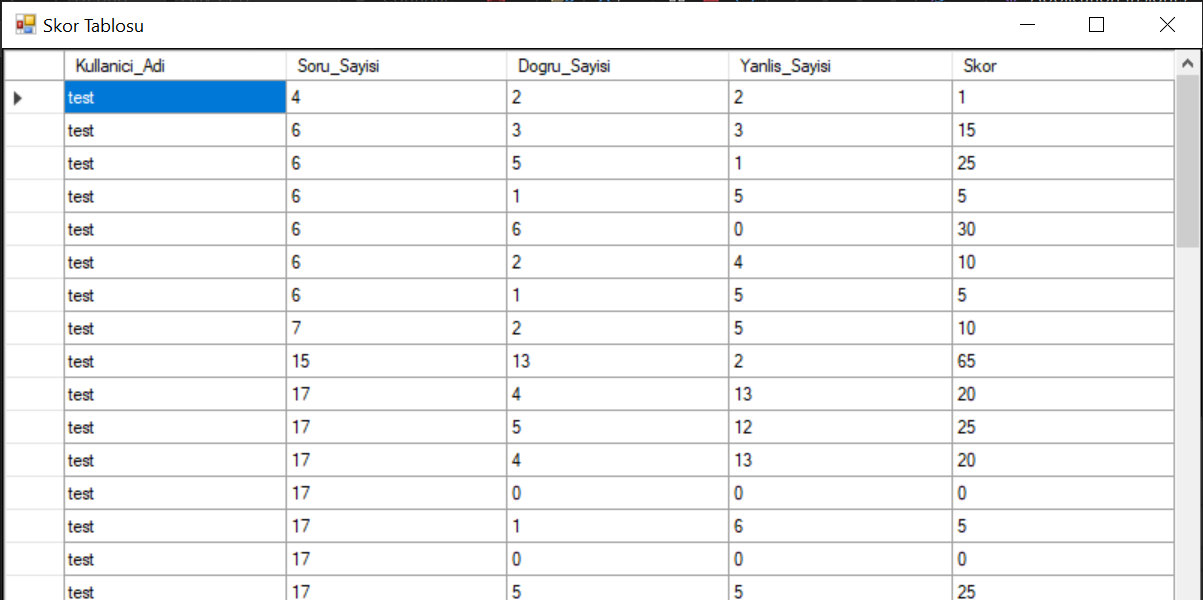 Skor Tablosu
Kullanici_Adi Soru_Sayisi Dogru_Sayisi Yanlis_Sayisi Skor
test 4 2 2 1
test 6 3 3 15
test 6 5 1 25
test 6 1 5 5
test 6 6 0 30
test 6 2 4 10
test 6 1 5 5
test 7 2 5 10
test 15 13 2 65
test 17 4 13 20
test 17 5 12 25
test 17 4 13 20
test 17 0 0 0
test 17 1 6 5
test 17 0 0 0
test 17 5 5 25